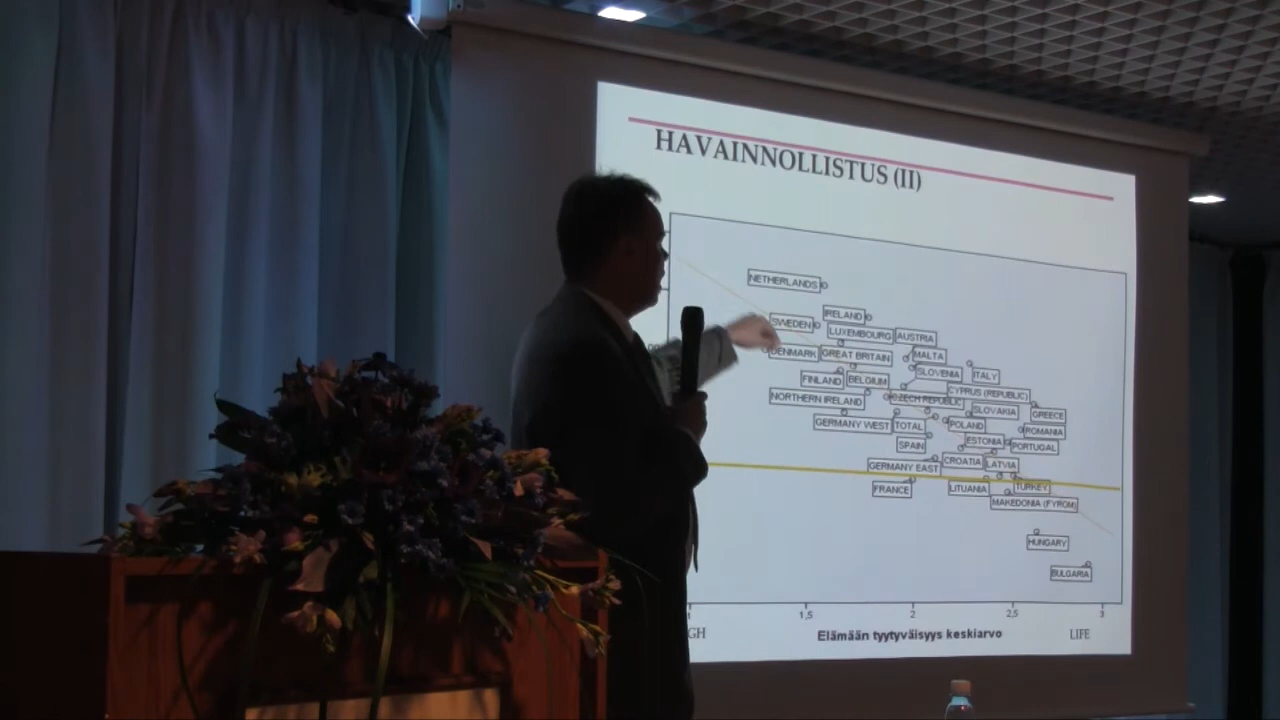 HAVAINNOLLISTUS (II)
NETHERLANDS
IRELAND
SWEDEN
LUXEMBOURG
AUSTRIA
DENMARK
GREAT BRITAIN
MALTA
FINLAND
BELGIUM
SLOVENIA
ITALY
NORTHERN IRELAND
CZECH REPUBLIC
CYPRUS (REPUBLIC)
SLOVAKIA
GREECE
GERMANY WEST
TOTAL
POLAND
ROMANIA
SPAIN
ESTONIA
PORTUGAL
GERMANY EAST
CROATIA
LATVIA
FRANCE
LITUANIA
TURKEY
MAKEDONIA (FYROM)
HUNGARY
BULGARIA
1,5 2 2,5 3
GH Elämään tyytyväisyys keskiarvo LIFE